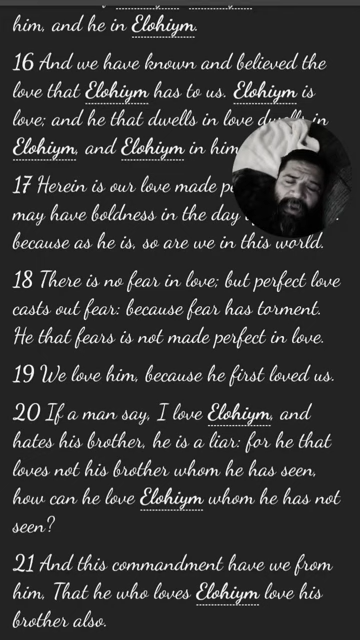 him, and he in Elohiym.
16 And we have known and believed the
love that Elohiym has to us. Elohiym is
love; and he that dwells in love dwells in
Elohiym, and Elohiym in him
17 Herein is our love made
may have boldness in the day
because as he is, so are we in this world.
18 There is no fear in love; but perfect love
casts out fear: because fear has torment.
He that fears is not made perfect in love.
19 We love him, because he first loved us.
20 If a man say, I love Elohiym, and
hates his brother, he is a liar: for he that
loves not his brother whom he has seen,
how can he love Elohiym whom he has not
seen?
21 And this commandment have we from
him, That he who loves Elohiym love his
brother also.